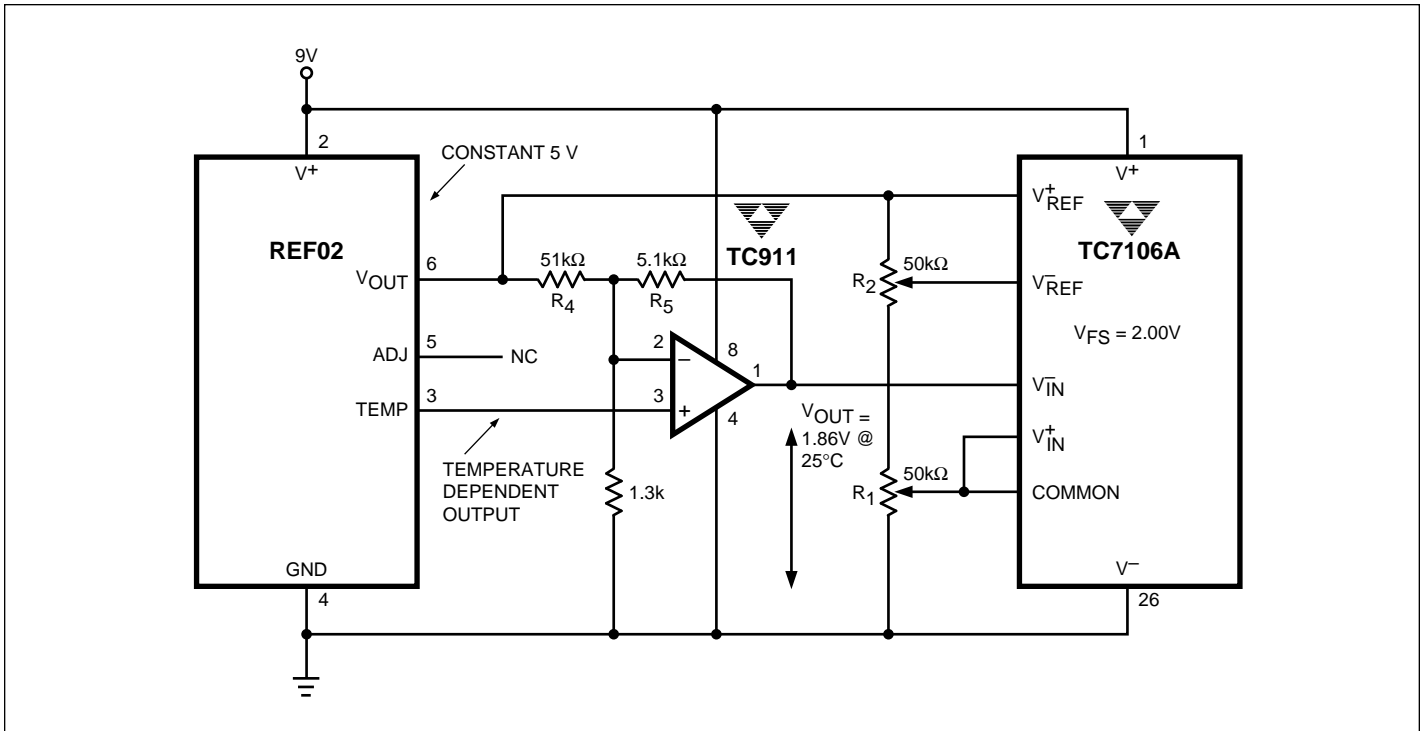 9V
2
V+
CONSTANT 5 V
REF02
6
VOUT
51kΩ
R4
5.1kΩ
R5
TC911
5
ADJ
NC
3
TEMP
TEMPERATURE
DEPENDENT
OUTPUT
2
–
3
+
8
4
1
1.3k
VOUT =
1.86V @
25°C
GND
4
50kΩ
R2
50kΩ
R1
1
V+
V+REF
TC7106A
V–REF
VFS = 2.00V
V–IN
V+IN
COMMON
V–
26